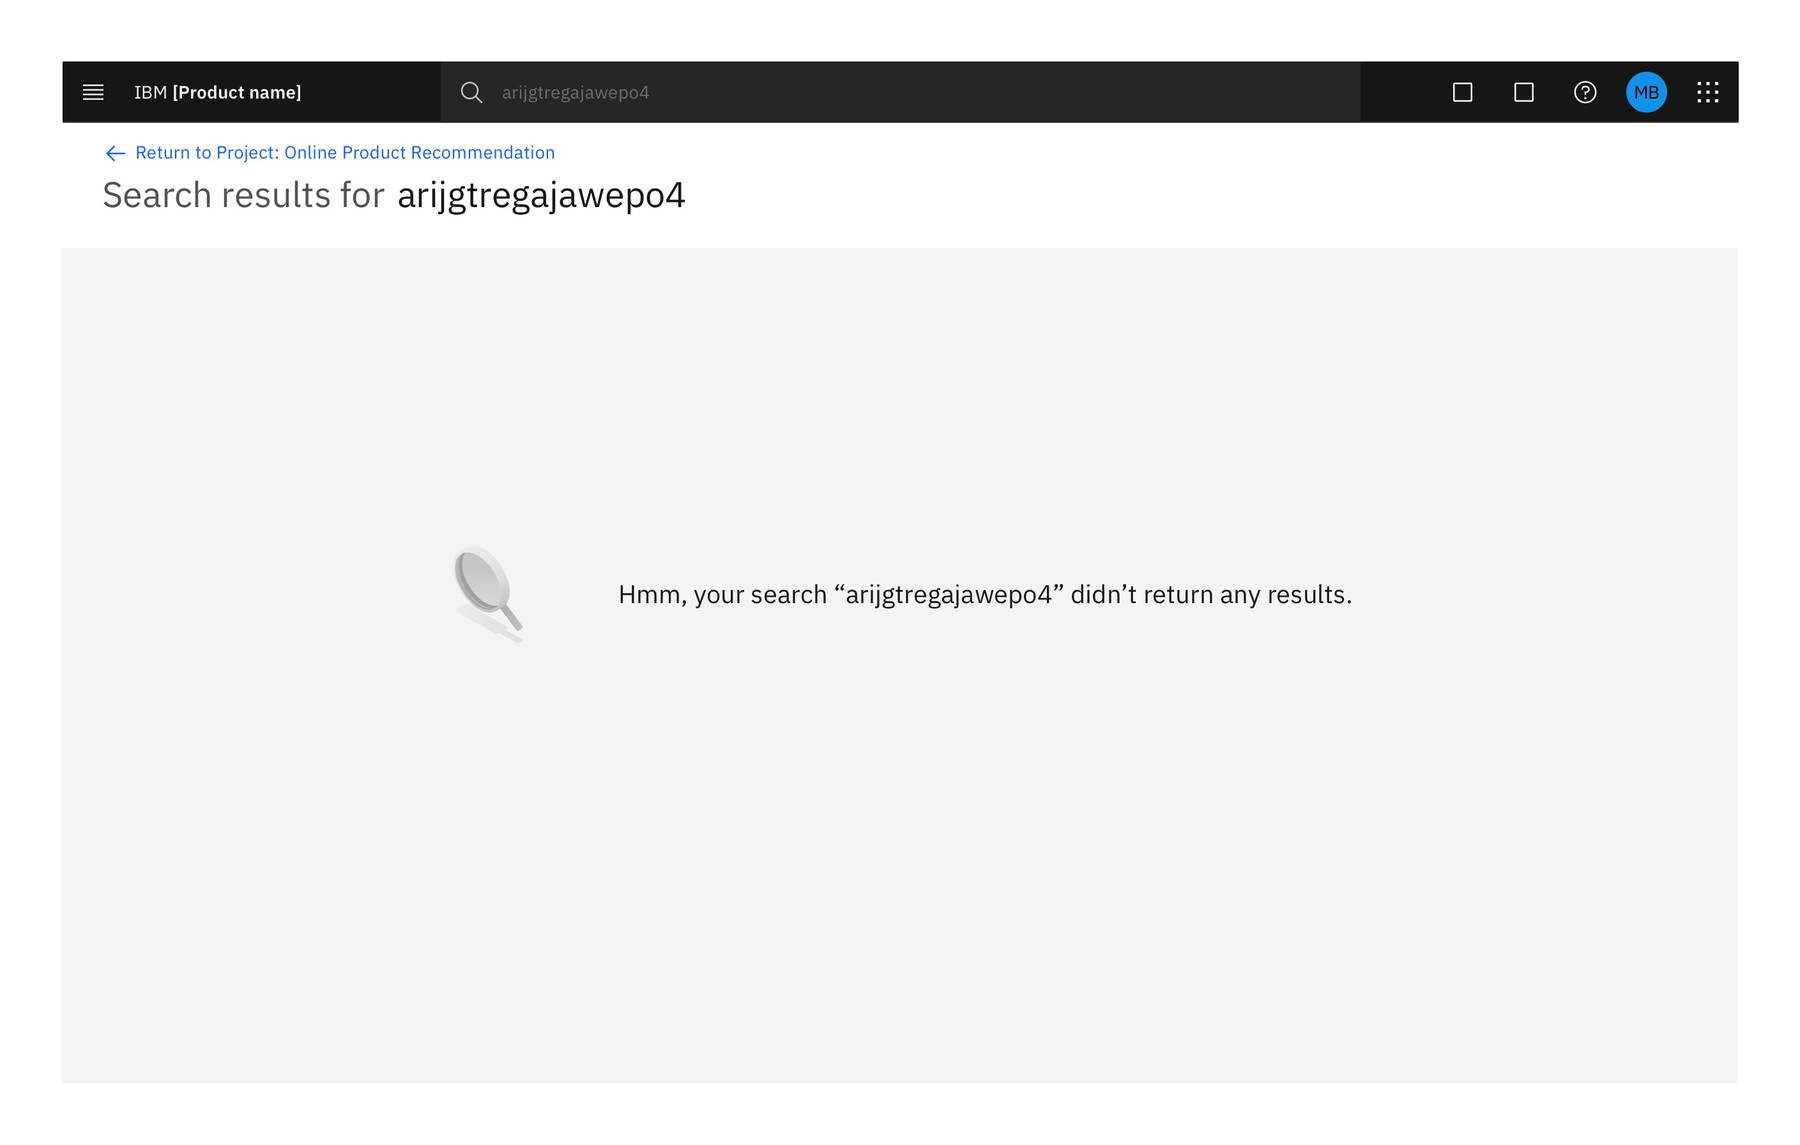 IBM [Product name]
arijgtregajawepo4
MB
Return to Project: Online Product Recommendation
Search results for arijgtregajawepo4
Hmm, your search “arijgtregajawepo4” didn’t return any results.